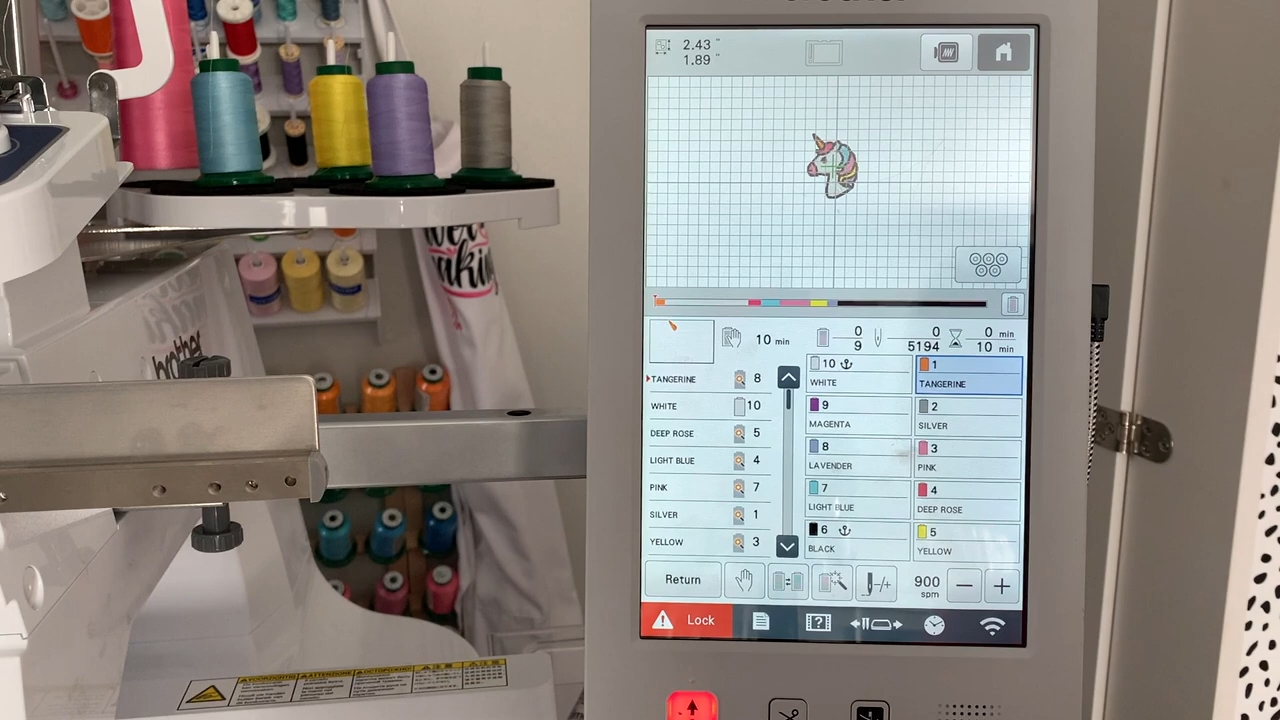 2.43 "
1.89 "
10 min
0
9
0
5194
0 min
10 min
TANGERINE 8
WHITE 10
DEEP ROSE 5
LIGHT BLUE 4
PINK 7
SILVER 1
YELLOW 3
10
WHITE
1
TANGERINE
9
MAGENTA
2
SILVER
8
LAVENDER
3
PINK
7
LIGHT BLUE
4
DEEP ROSE
6
BLACK
5
YELLOW
Return
900
spm
Lock
brother